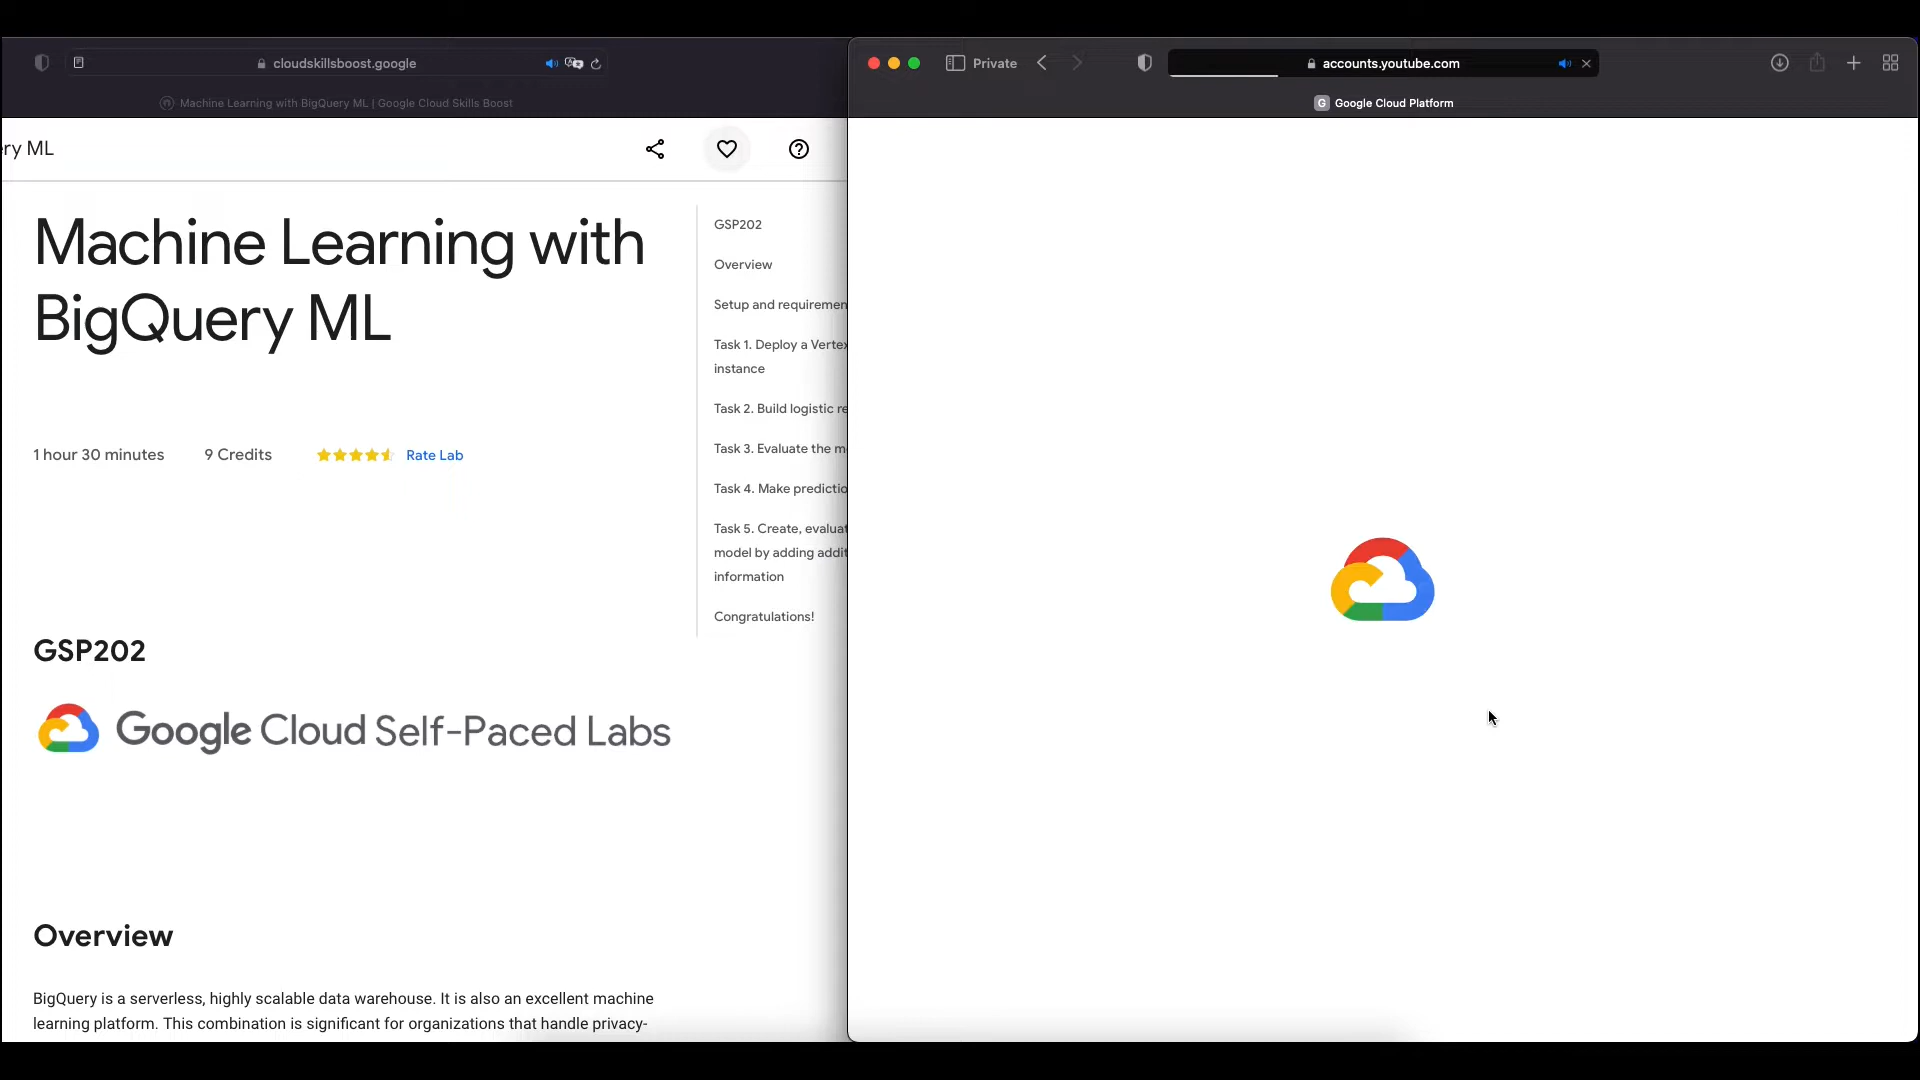 cloudskillsboost.google
Machine Learning with BigQuery ML | Google Cloud Skills Boost
ry ML
Machine Learning with
BigQuery ML
1 hour 30 minutes
9 Credits
Rate Lab
GSP202
Google Cloud Self-Paced Labs
Overview
BigQuery is a serverless, highly scalable data warehouse. It is also an excellent machine
learning platform. This combination is significant for organizations that handle privacy-
GSP202
Overview
Setup and requiremen
Task 1. Deploy a Vertex
instance
Task 2. Build logistic re
Task 3. Evaluate the m
Task 4. Make predictio
Task 5. Create, evaluat
model by adding addit
information
Congratulations!
Private
accounts.youtube.com
G Google Cloud Platform